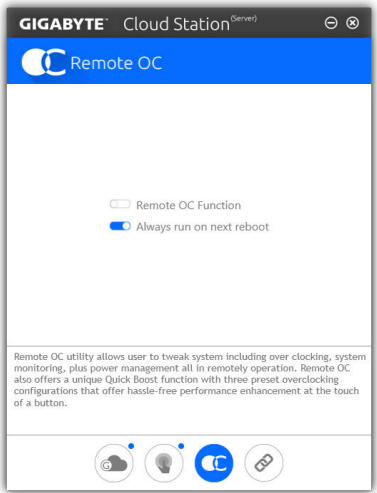 GIGABYTE™ Cloud Station (Server)
Remote OC
Remote OC Function
Always run on next reboot
Remote OC utility allows user to tweak system including over clocking, system
monitoring, plus power management all in remotely operation. Remote OC
also offers a unique Quick Boost function with three preset overclocking
configurations that offer hassle-free performance enhancement at the touch
of a button.
G